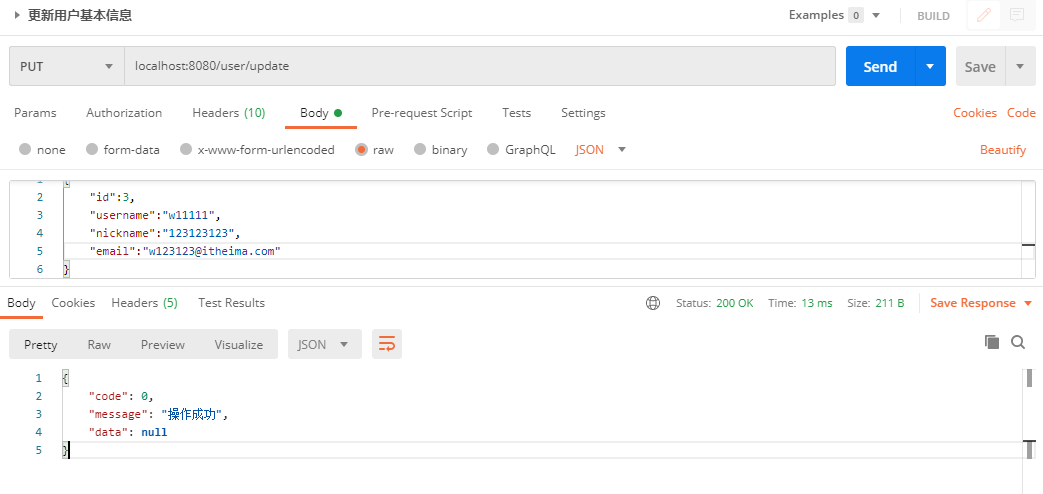 更新用户基本信息 Examples 0 BUILD
PUT localhost:8080/user/update Send Save
Params Authorization Headers (10) Body Pre-request Script Tests Settings Cookies Code
none form-data x-www-form-urlencoded raw binary GraphQL JSON Beautify
1 {
2 "id":3,
3 "username":"w11111",
4 "nickname":"123123123",
5 "email":"w123123@itheima.com"
6 }
Body Cookies Headers (5) Test Results Status: 200 OK Time: 13 ms Size: 211 B Save Response
Pretty Raw Preview Visualize JSON
1 {
2 "code": 0,
3 "message": "操作成功",
4 "data": null
5 }